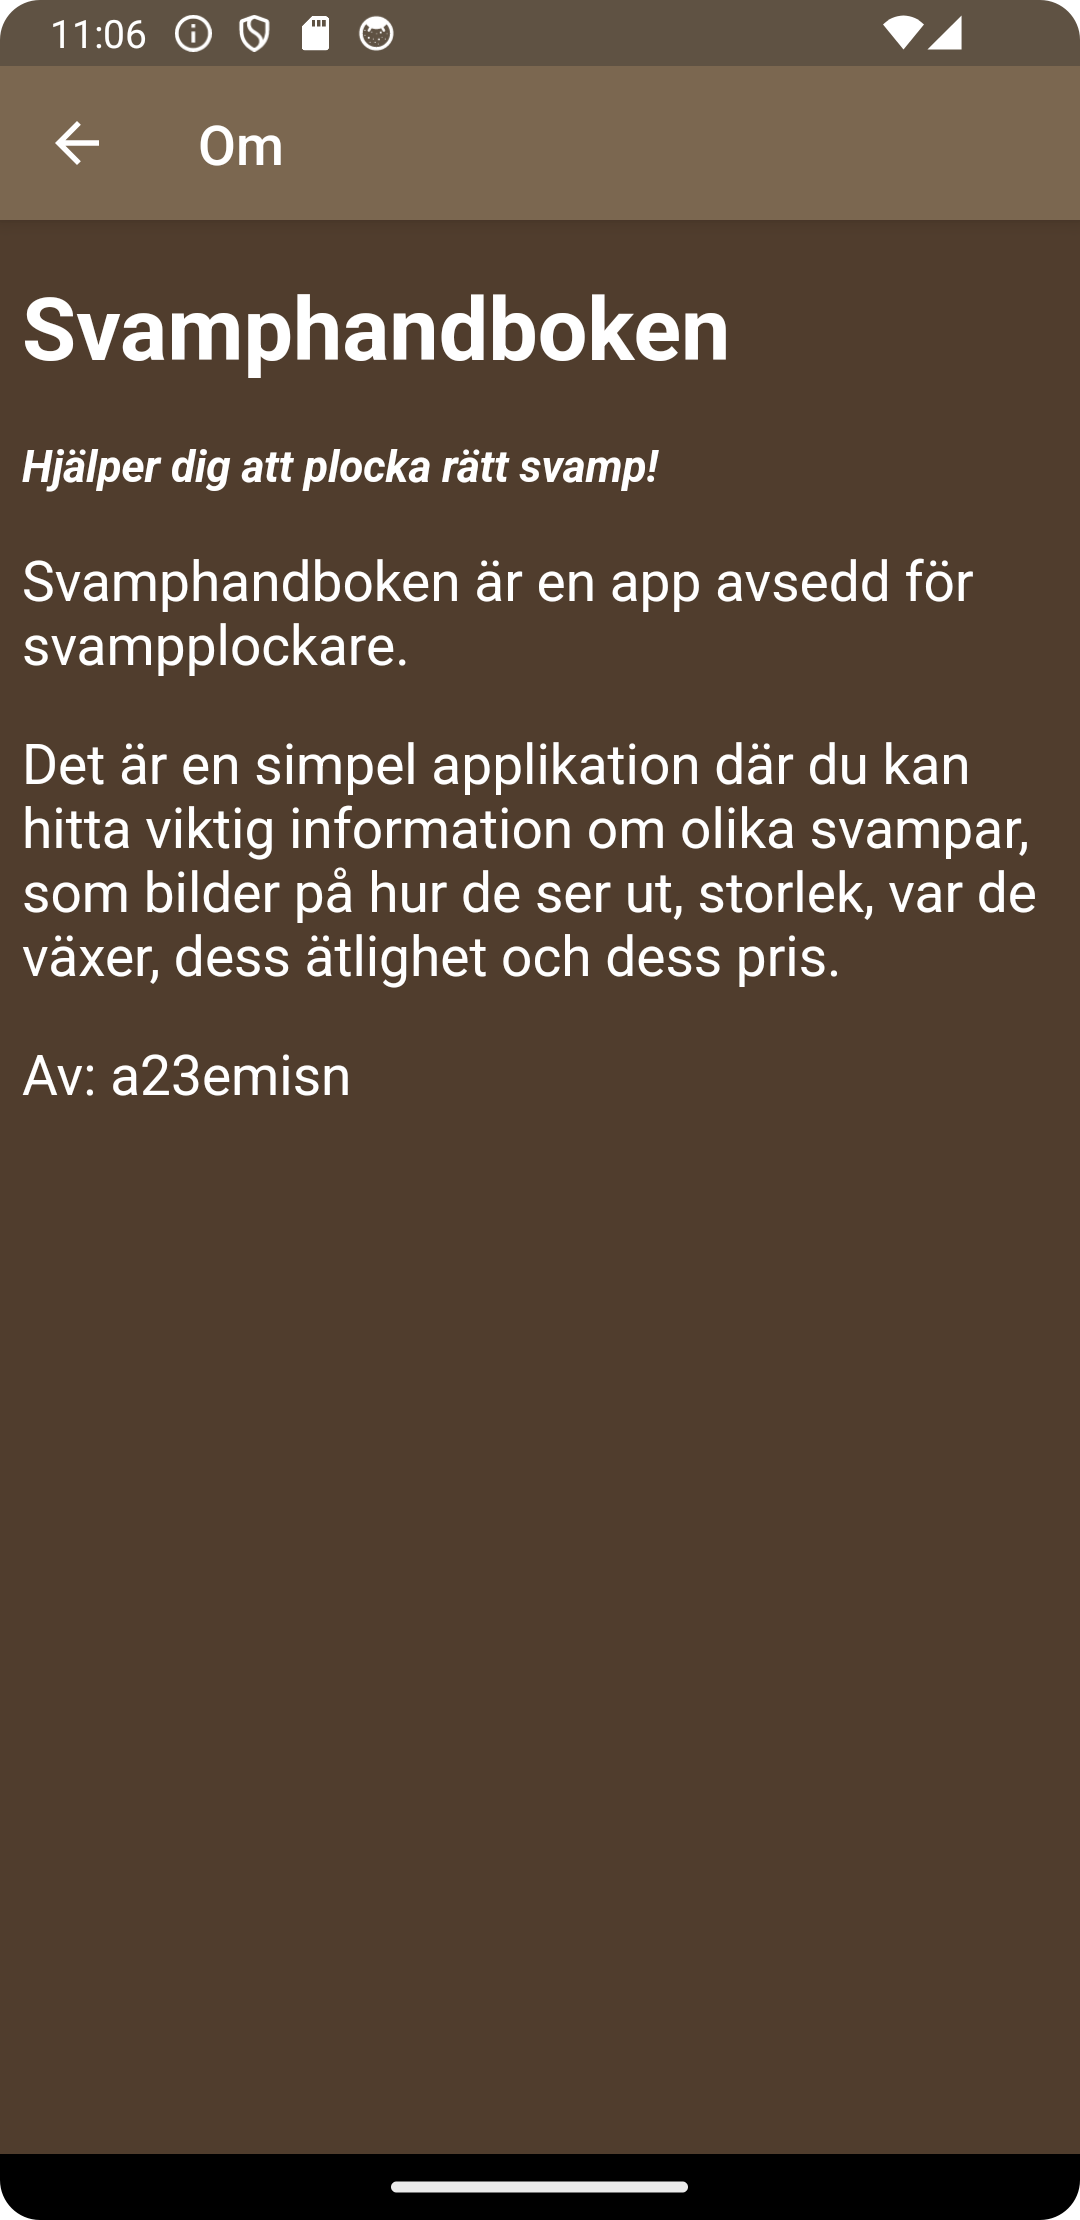 11:06
Om
Svamphandboken
Hjälper dig att plocka rätt svamp!
Svamphandboken är en app avsedd för
svampplockare.
Det är en simpel applikation där du kan
hitta viktig information om olika svampar,
som bilder på hur de ser ut, storlek, var de
växer, dess ätlighet och dess pris.
Av: a23emisn